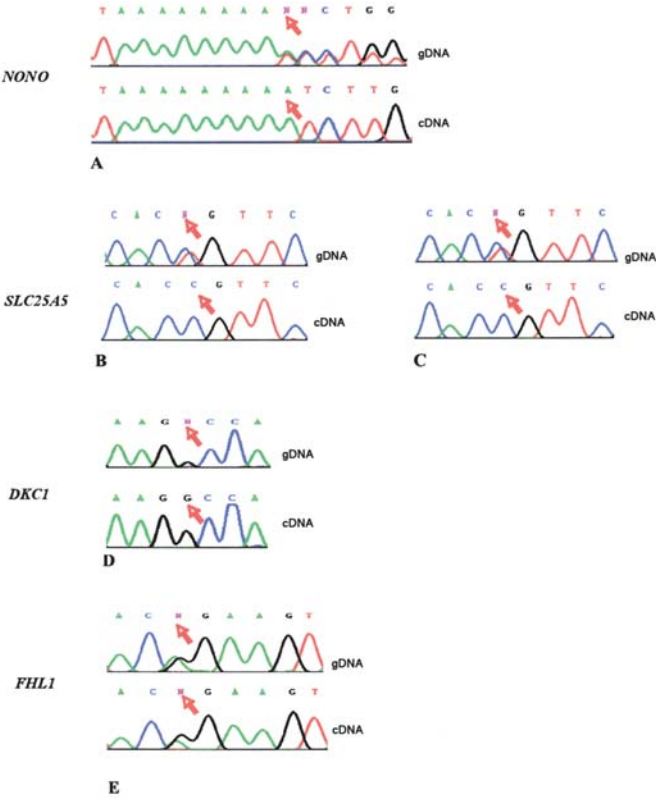 T A A A A A A A A N N C T G G
gDNA
NONO
T A A A A A A A A A T C T T G
cDNA
A
C A C N G T T C
gDNA
C A C N G T T C
gDNA
SLC25A5
C A C C G T T C
cDNA
C A C C G T T C
cDNA
B
C
A A G N C C A
gDNA
DKC1
A A G G C C A
cDNA
D
A C N G A A G T
gDNA
FHL1
A C N G A A G T
cDNA
E